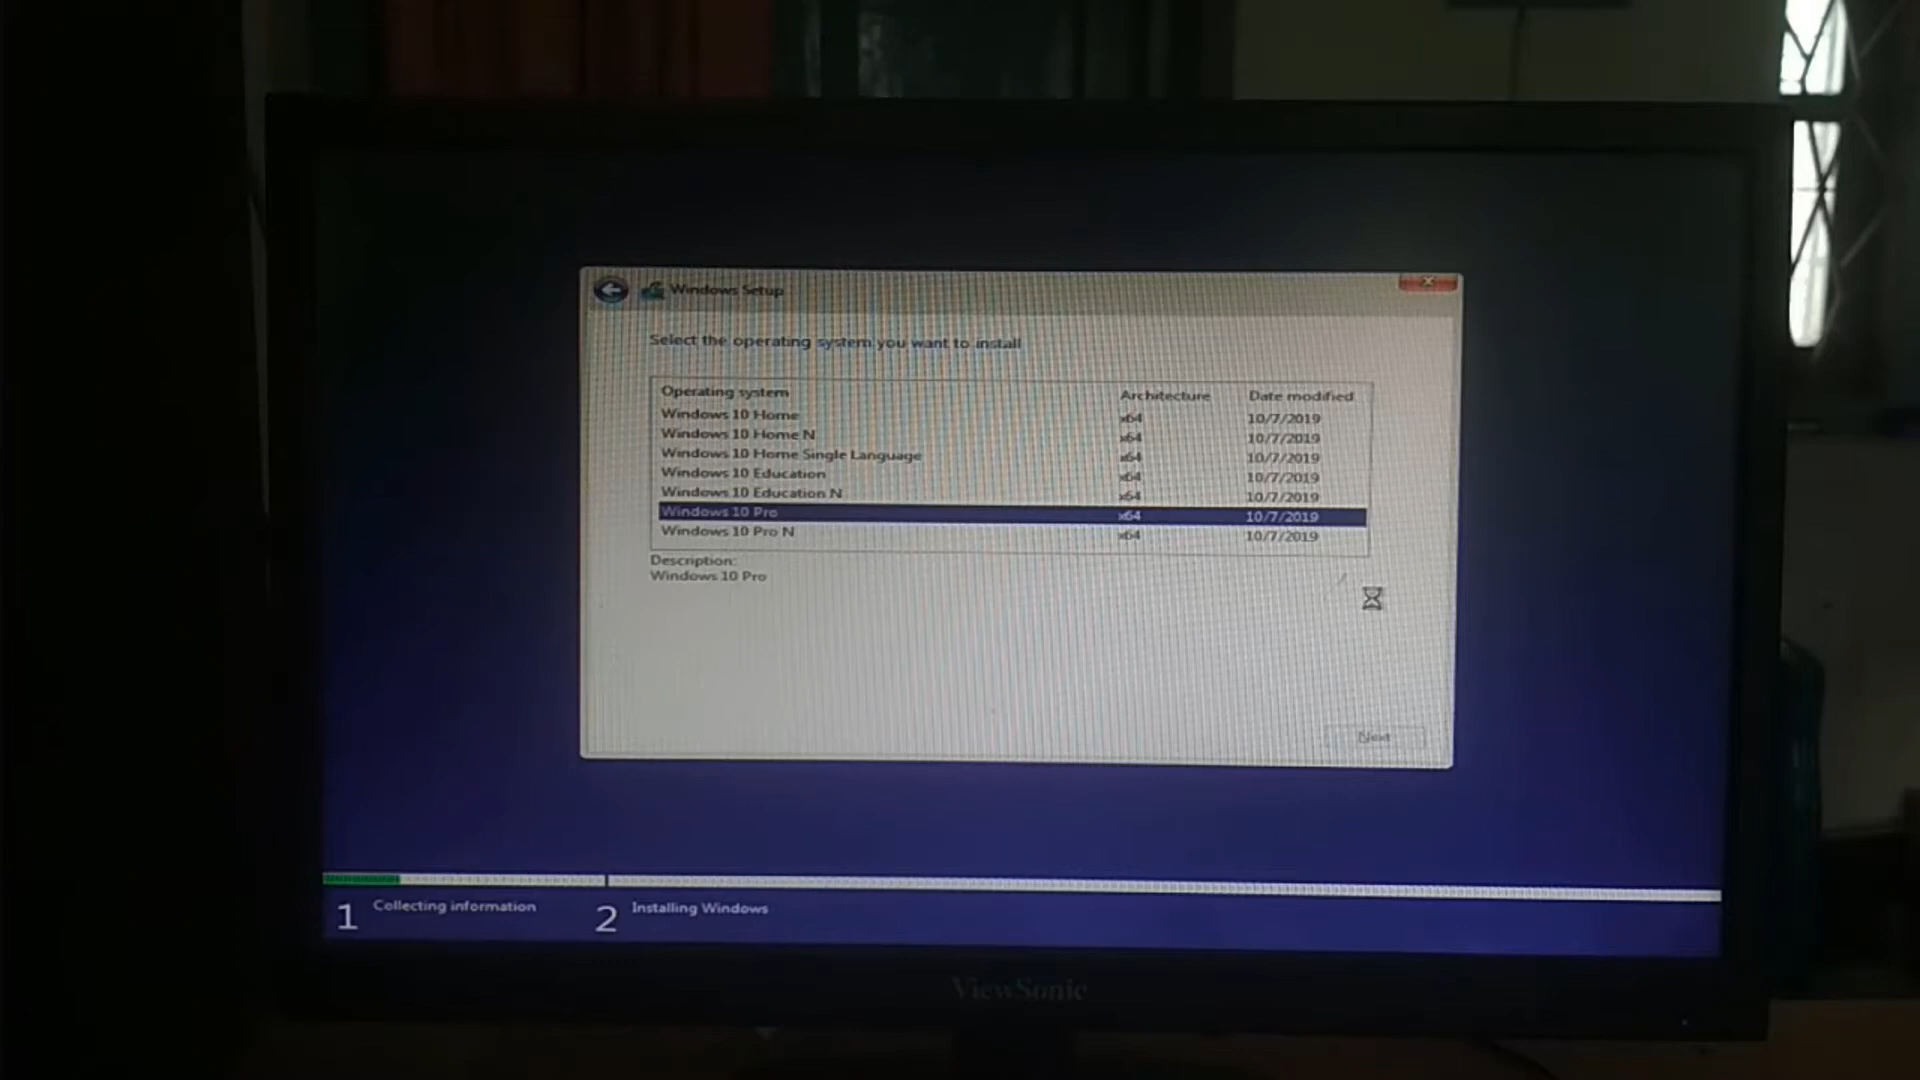 Windows Setup
Select the operating system you want to install
Operating system Architecture Date modified
Windows 10 Home x64 10/7/2019
Windows 10 Home N x64 10/7/2019
Windows 10 Home Single Language x64 10/7/2019
Windows 10 Education x64 10/7/2019
Windows 10 Education N x64 10/7/2019
Windows 10 Pro x64 10/7/2019
Windows 10 Pro N x64 10/7/2019
Description:
Windows 10 Pro
Next
1 Collecting information 2 Installing Windows
ViewSonic